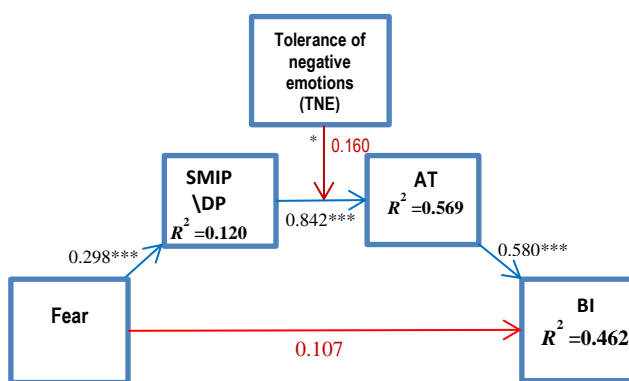 Tolerance of
negative
emotions
(TNE)
*
0.160
SMIP
\DP
R² =0.120
0.842***
AT
R² =0.569
0.298***
0.580***
Fear
0.107
BI
R² =0.462